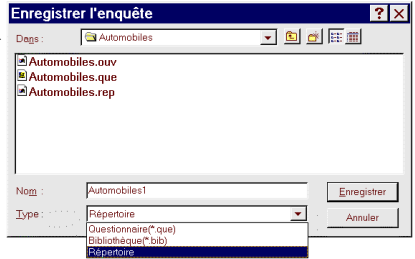 Enregistrer l'enquête
Dans : Automobiles
Automobiles.ouv
Automobiles.que
Automobiles.rep
Nom : Automobiles1 Enregistrer
Type : Répertoire Annuler
Questionnaire(*.que)
Bibliothèque(*.bib)
Répertoire